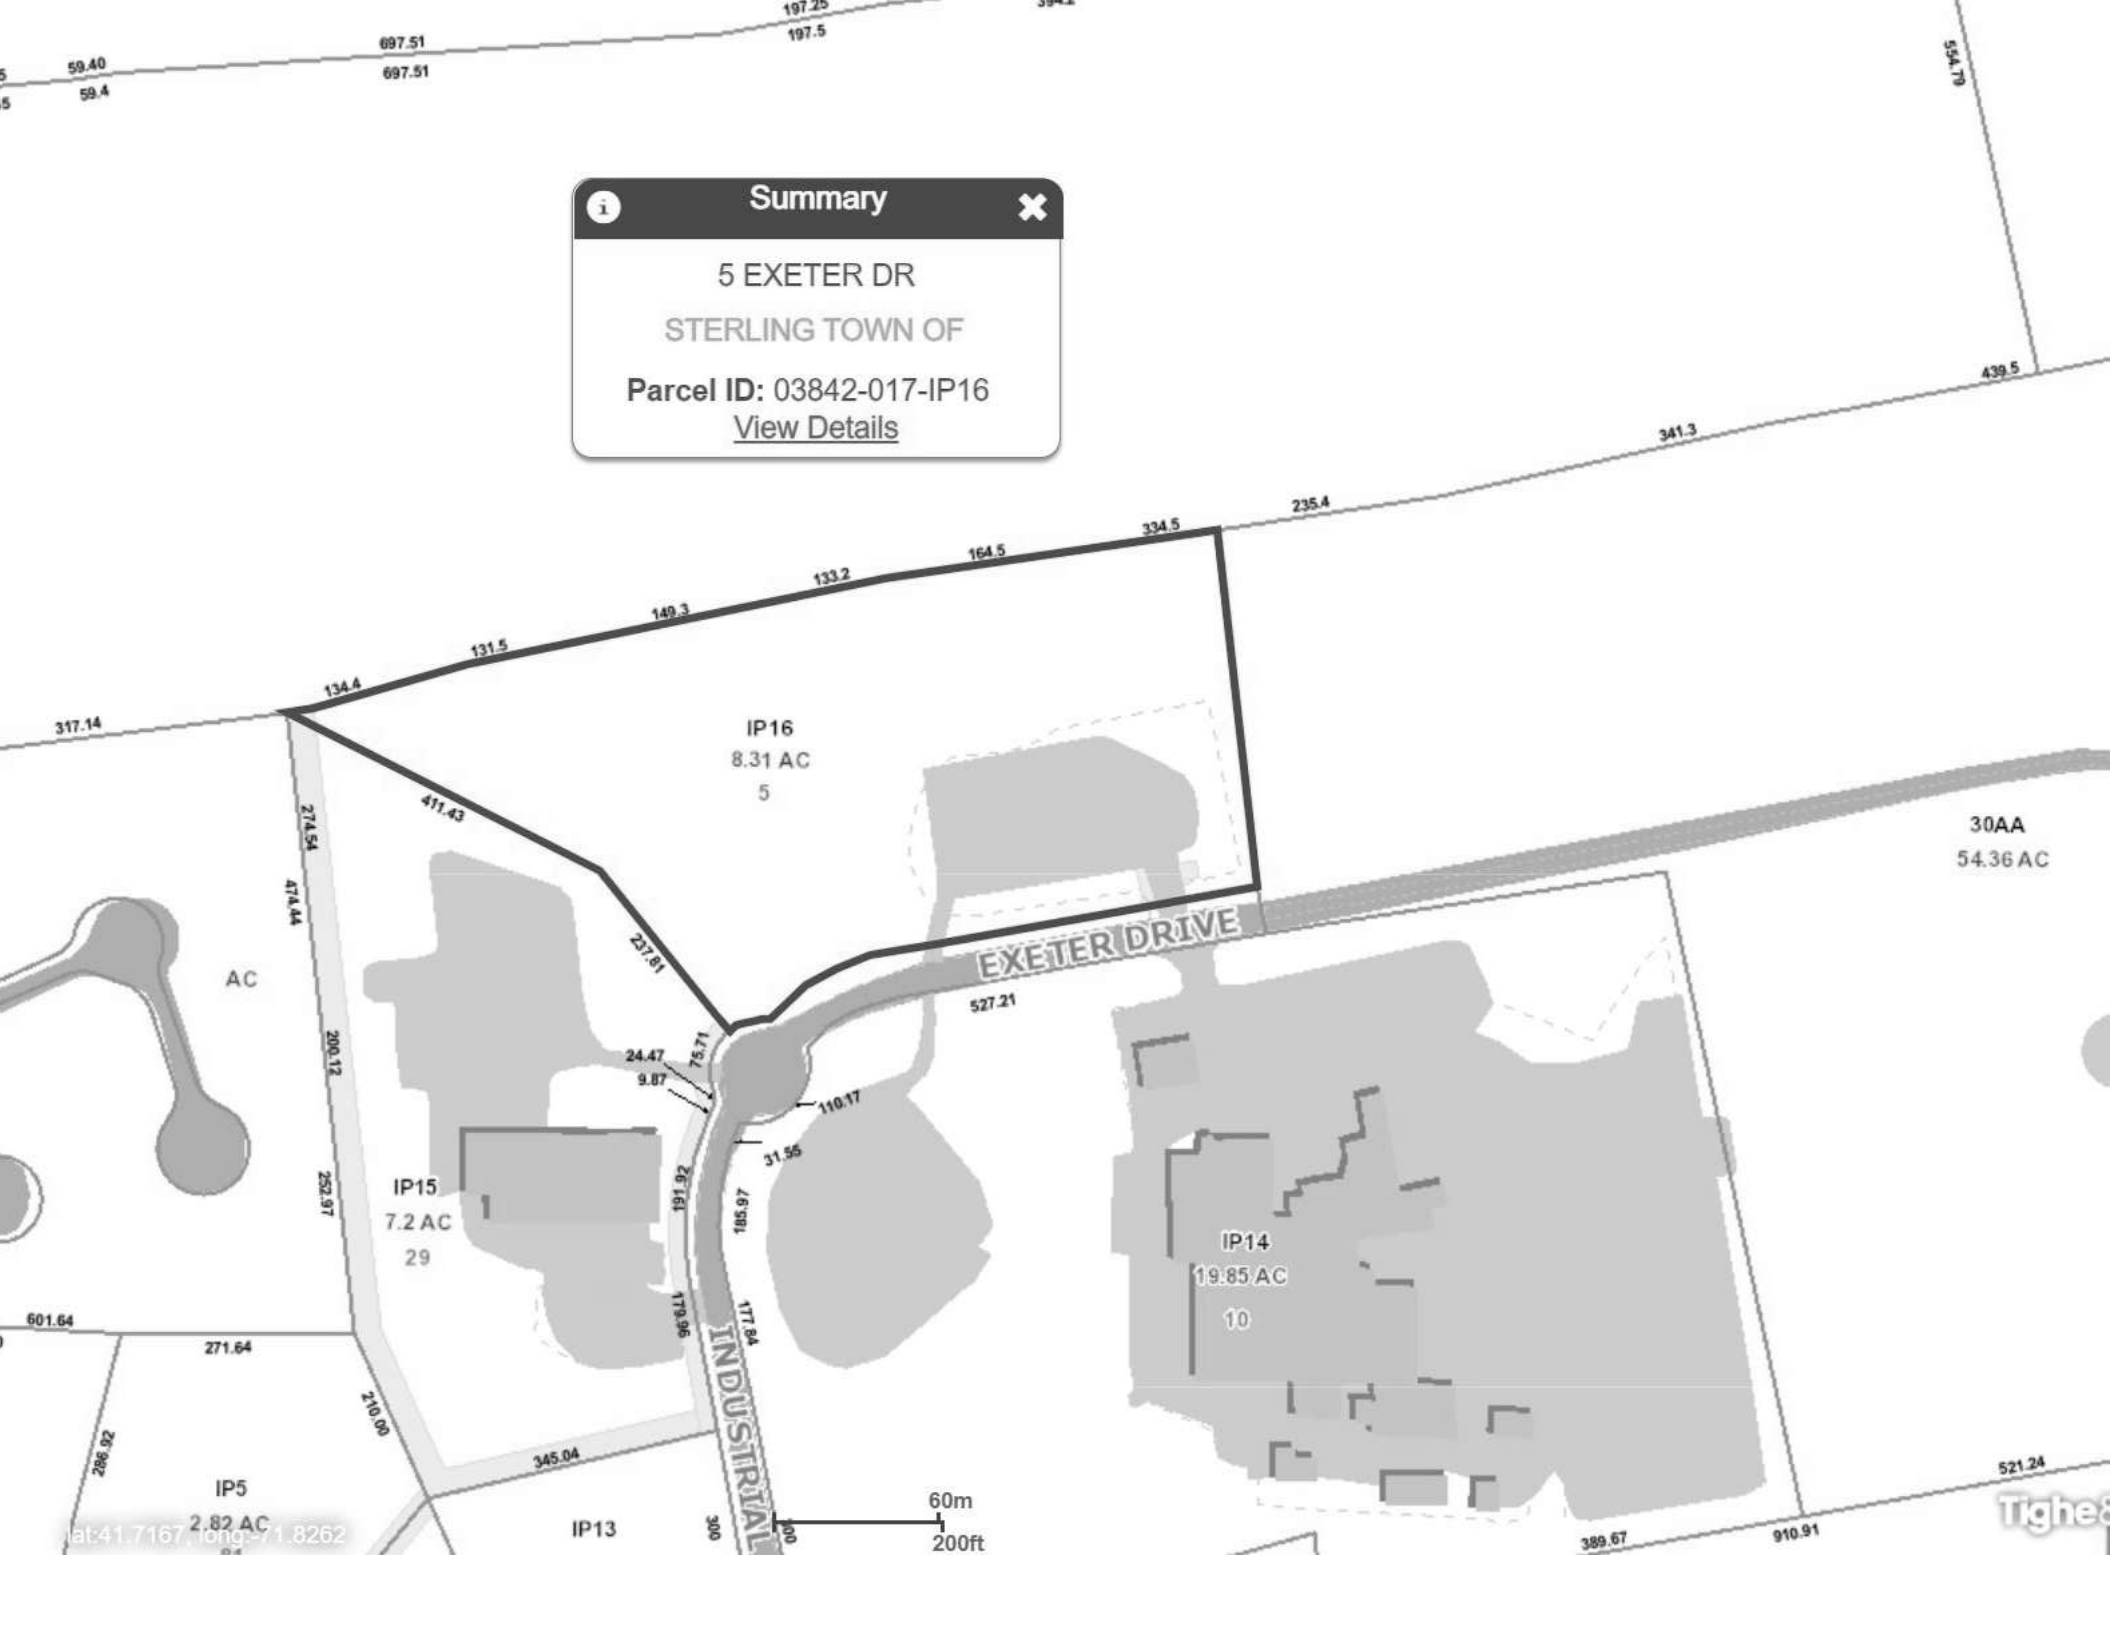 197.25
197.5
697.51
697.51
59.40
59.4
554.79
Summary
5 EXETER DR
STERLING TOWN OF
Parcel ID: 03842-017-IP16
View Details
439.5
341.3
235.4
334.5
164.5
133.2
149.3
131.5
134.4
317.14
IP16
8.31 AC
5
411.43
274.54
474.44
237.81
30AA
54.36 AC
EXETER DRIVE
527.21
AC
200.12
75.71
24.47
9.87
110.17
31.55
IP15
7.2 AC
29
252.97
191.92
185.97
179.96
177.84
IP14
19.85 AC
10
601.64
271.64
210.00
286.92
345.04
INDUSTRIAL
IP5
2.82 AC
lat:41.7167, long:-71.8262
IP13
300
60m
200ft
521.24
910.91
389.67
Tighe&